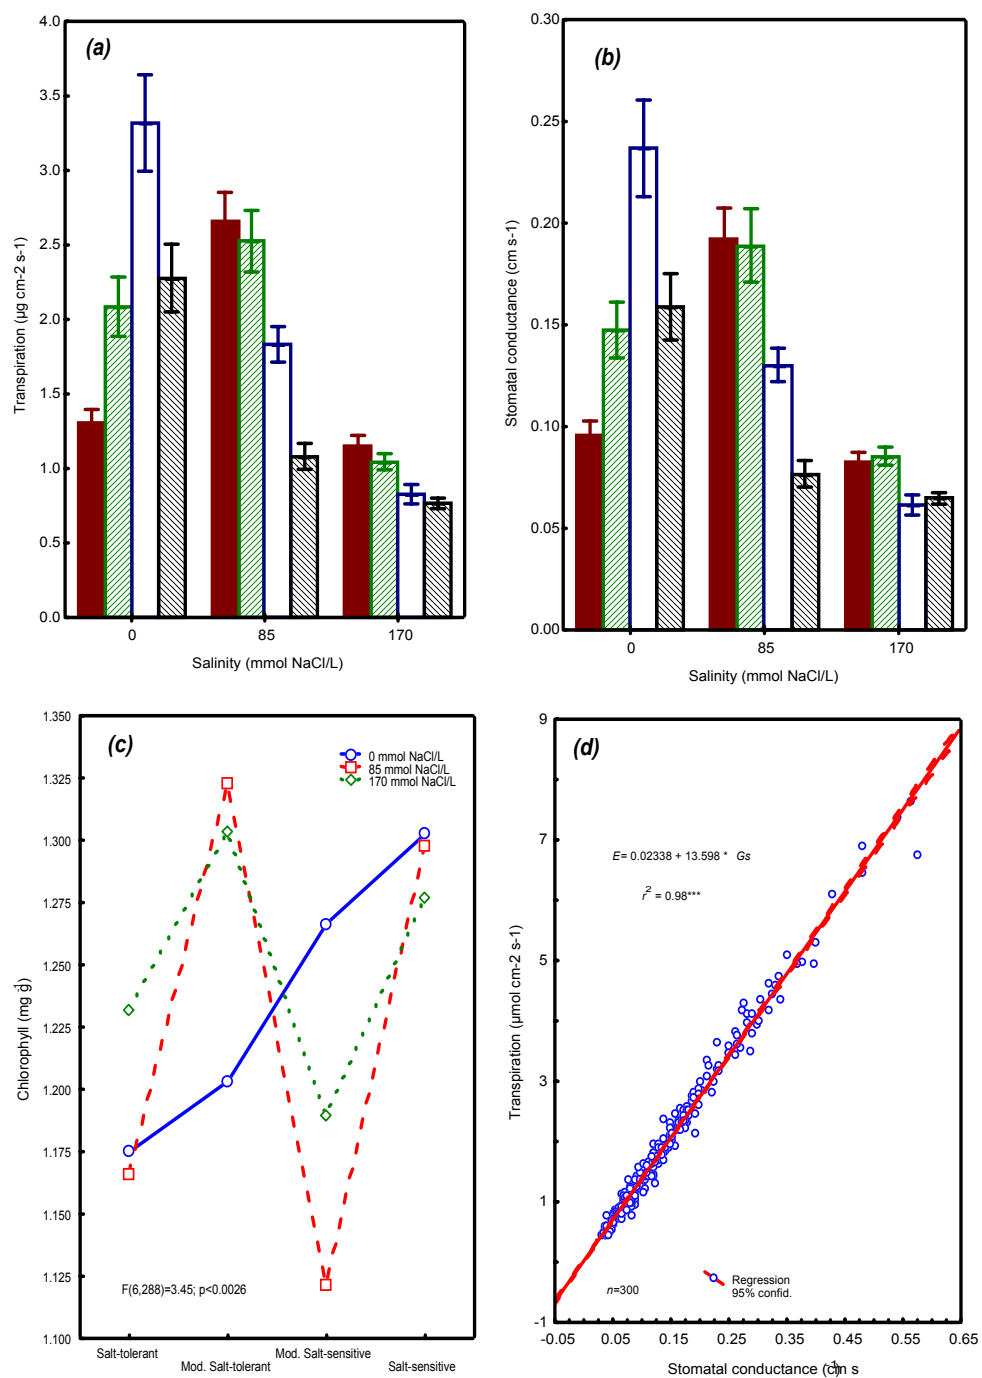 (a)
4.0
3.5
3.0
2.5
2.0
1.5
1.0
0.5
0.0
Transpiration (µg cm-2 s-1)
0 85 170
Salinity (mmol NaCl/L)
(b)
0.30
0.25
0.20
0.15
0.10
0.05
0.00
Stomatal conductance (cm s-1)
0 85 170
Salinity (mmol NaCl/L)
(c)
1.350
1.325
1.300
1.275
1.250
1.225
1.200
1.175
1.150
1.125
1.100
Chlorophyll (mg g)
0 mmol NaCl/L
85 mmol NaCl/L
170 mmol NaCl/L
F(6,288)=3.45; p<0.0026
Salt-tolerant
Mod. Salt-tolerant
Mod. Salt-sensitive
Salt-sensitive
(d)
9
7
5
3
1
-1
Transpiration (µmol cm-2 s-1)
E= 0.02338 + 13.598 * Gs
r2 = 0.98***
n=300
Regression
95% confid.
-0.05 0.05 0.15 0.25 0.35 0.45 0.55 0.65
Stomatal conductance (cm s